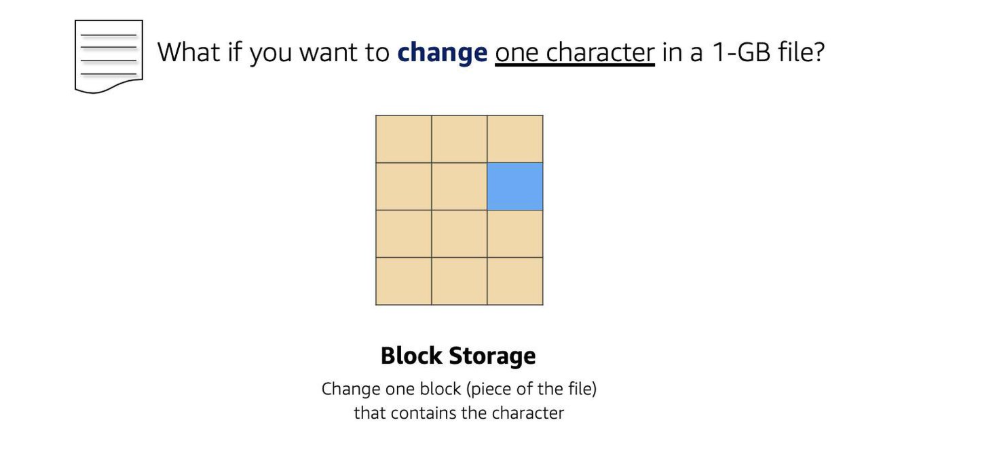 What if you want to change one character in a 1-GB file?
Block Storage
Change one block (piece of the file)
that contains the character